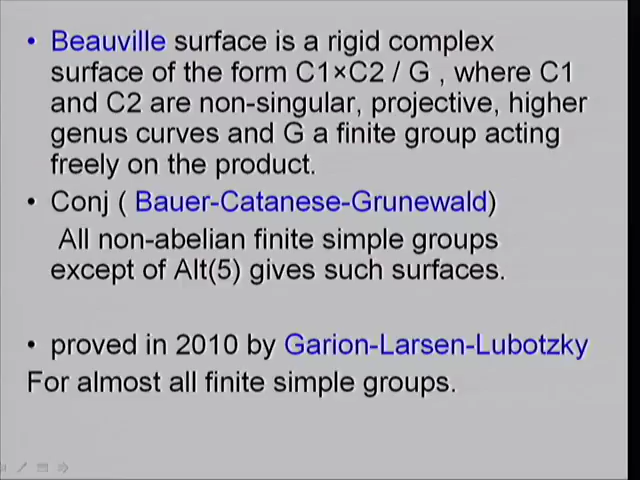 • Beauville surface is a rigid complex
surface of the form C1×C2 / G , where C1
and C2 are non-singular, projective, higher
genus curves and G a finite group acting
freely on the product.
• Conj ( Bauer-Catanese-Grunewald)
All non-abelian finite simple groups
except of Alt(5) gives such surfaces.
• proved in 2010 by Garion-Larsen-Lubotzky
For almost all finite simple groups.